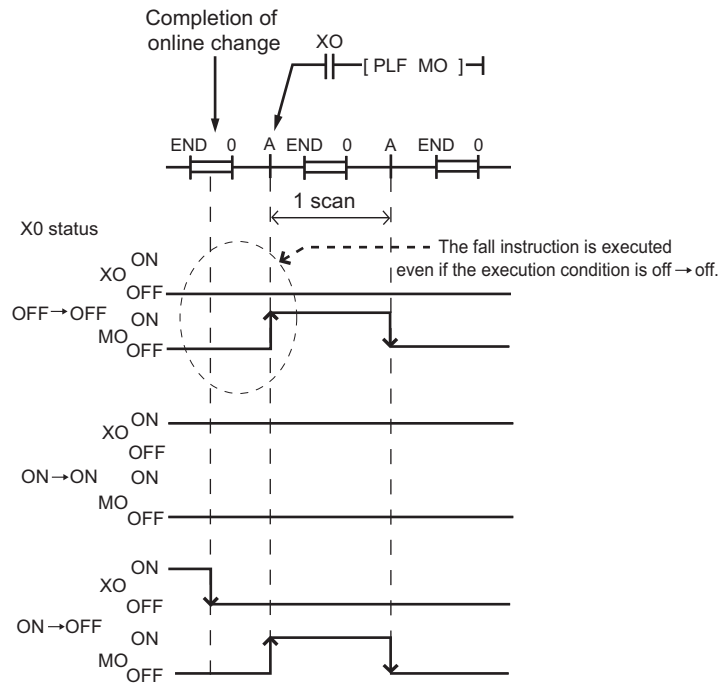 Completion of
online change
XO
[ PLF MO ]
END 0 A END 0 A END 0
1 scan
X0 status
The fall instruction is executed
even if the execution condition is off→off.
ON
XO
OFF
OFF→OFF
ON
MO
OFF
ON
XO
OFF
ON→ON
ON
MO
OFF
ON
XO
OFF
ON→OFF
ON
MO
OFF